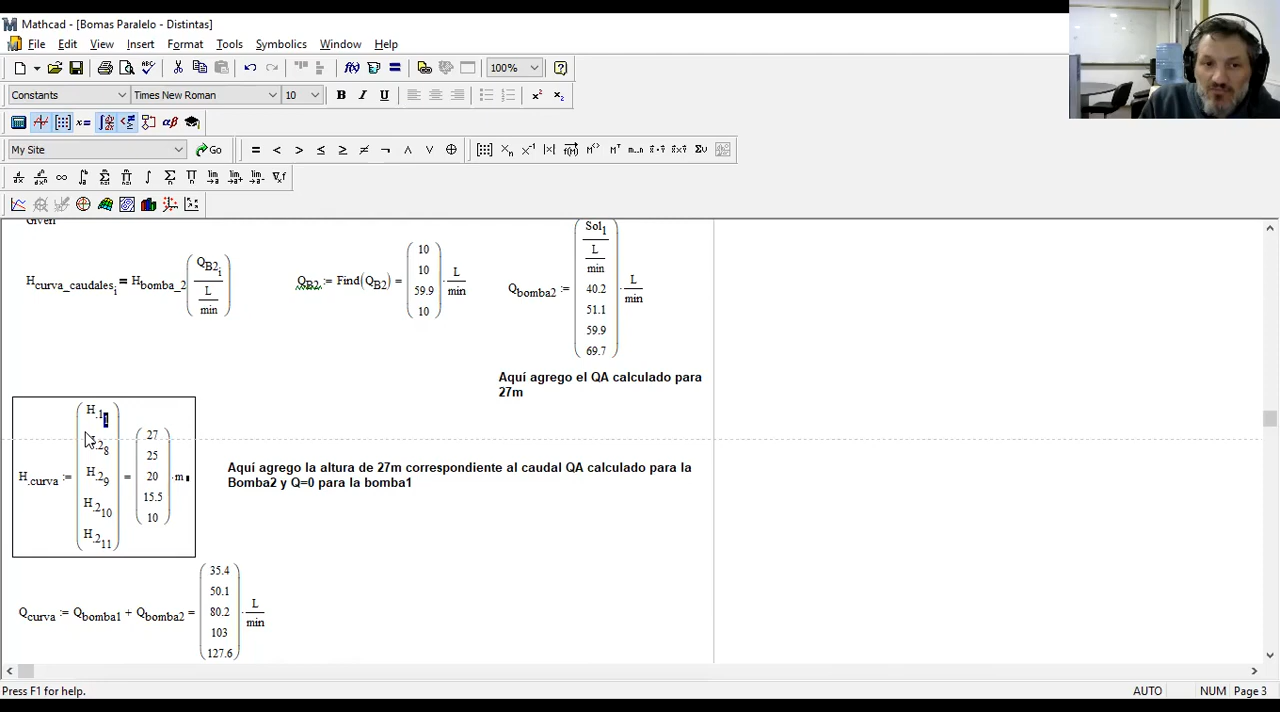 Mathcad - [Bomas Paralelo - Distintas]
File Edit View Insert Format Tools Symbolics Window Help
100%
Constants Times New Roman 10 B I U
My Site Go
Given
H curva_caudales i = H bomba_2 ( Q B2 i / L / min )
Q B2 := Find(Q B2) = ( 10 10 59.9 10 ) · L / min
Q bomba2 := ( Sol 1 / L / min 40.2 51.1 59.9 69.7 ) · L / min
Aquí agrego el QA calculado para
27m
H.curva := ( H.1 1 .2 8 H.2 9 H.2 10 H.2 11 ) = ( 27 25 20 15.5 10 ) · m
Aquí agrego la altura de 27m correspondiente al caudal QA calculado para la
Bomba2 y Q=0 para la bomba1
Q curva := Q bomba1 + Q bomba2 = ( 35.4 50.1 80.2 103 127.6 ) · L / min
Press F1 for help.
AUTO NUM Page 3